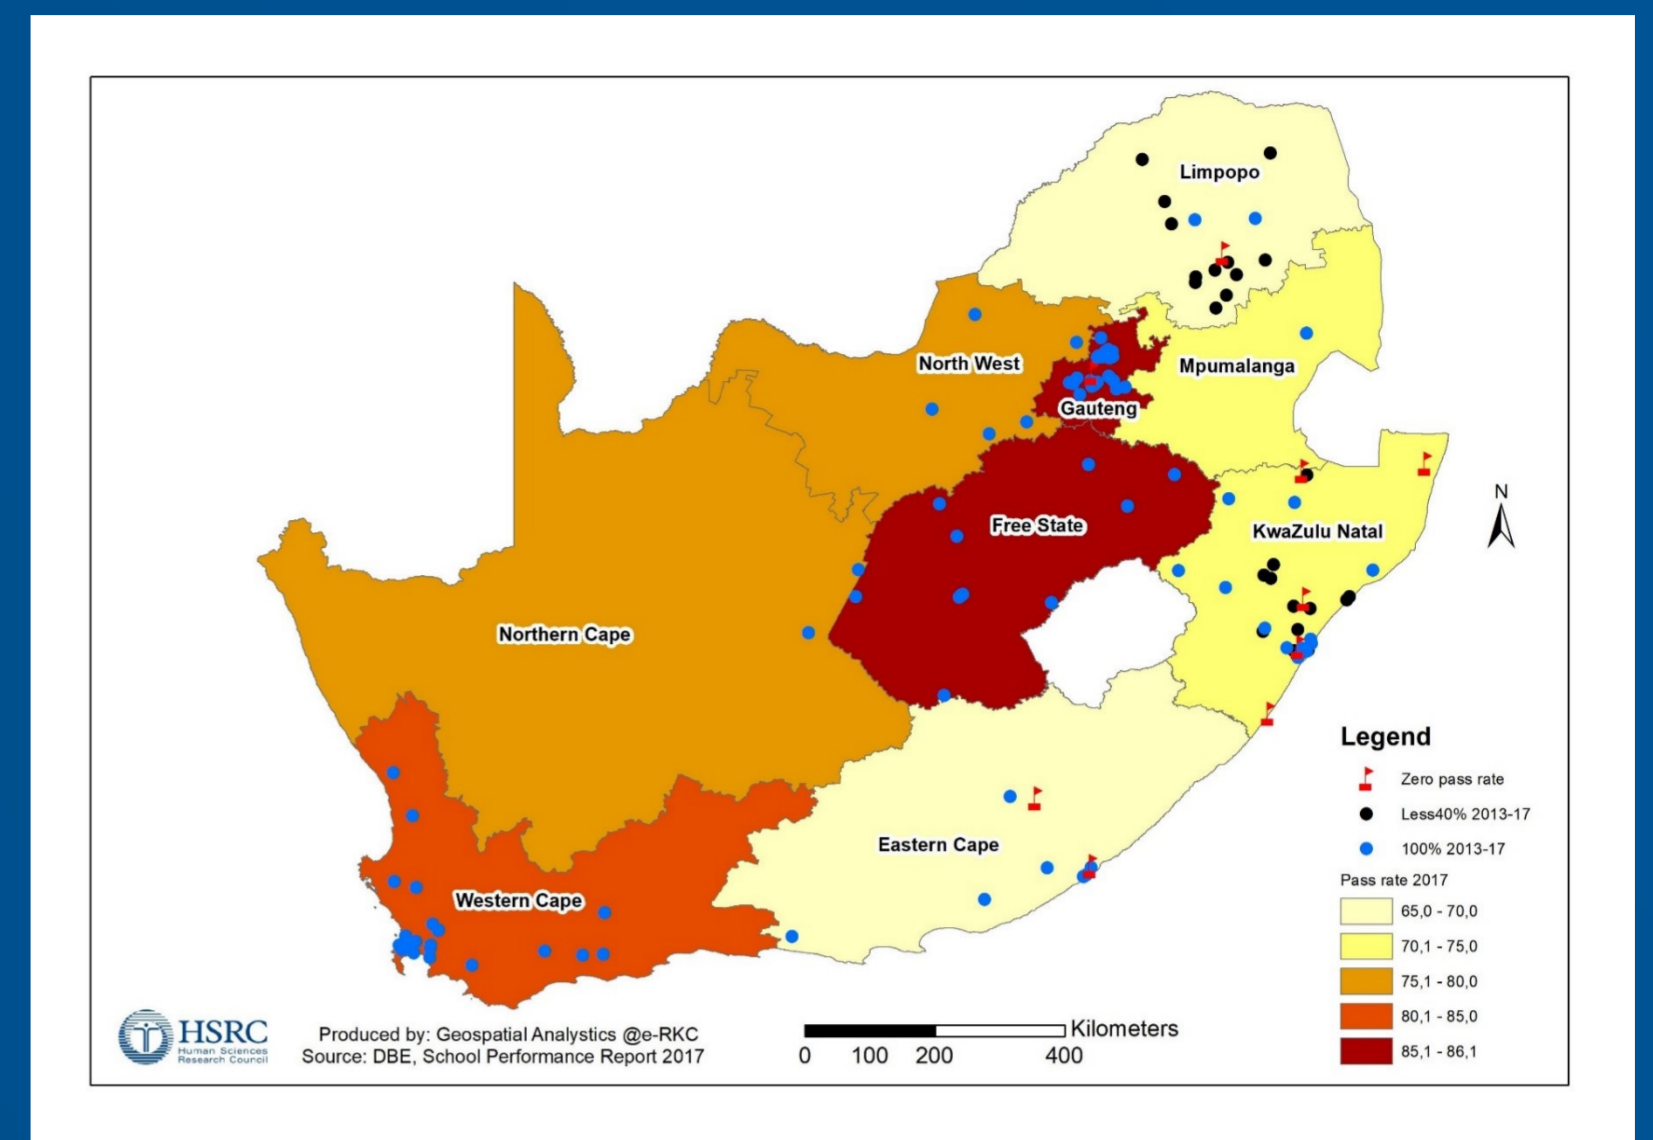 Limpopo
North West
Mpumalanga
Gauteng
Free State
KwaZulu Natal
N
Northern Cape
Eastern Cape
Western Cape
Legend
Zero pass rate
Less40% 2013-17
100% 2013-17
Pass rate 2017
65,0 - 70,0
70,1 - 75,0
75,1 - 80,0
80,1 - 85,0
85,1 - 86,1
HSRC
Human Sciences
Research Council
Produced by: Geospatial Analystics @e-RKC
Source: DBE, School Performance Report 2017
Kilometers
0 100 200 400